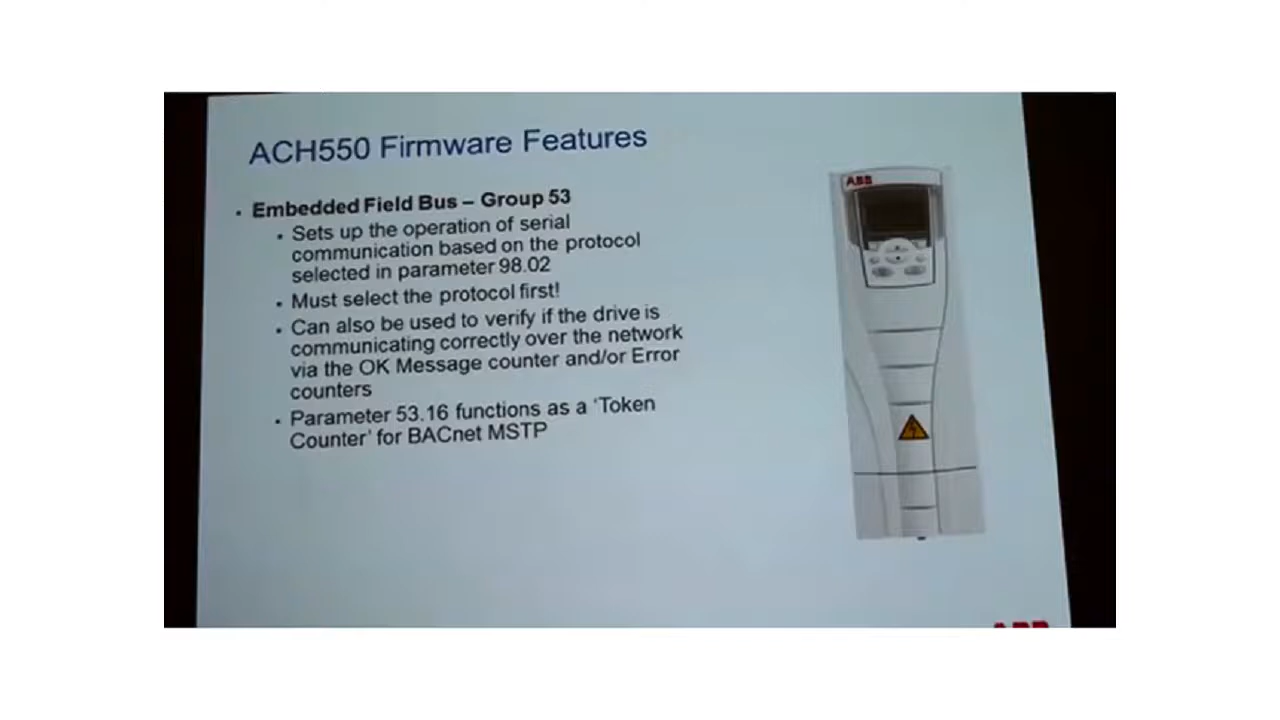 ACH550 Firmware Features
ABB
• Embedded Field Bus – Group 53
• Sets up the operation of serial
communication based on the protocol
selected in parameter 98.02
• Must select the protocol first!
• Can also be used to verify if the drive is
communicating correctly over the network
via the OK Message counter and/or Error
counters
• Parameter 53.16 functions as a ‘Token
Counter’ for BACnet MSTP
ABB